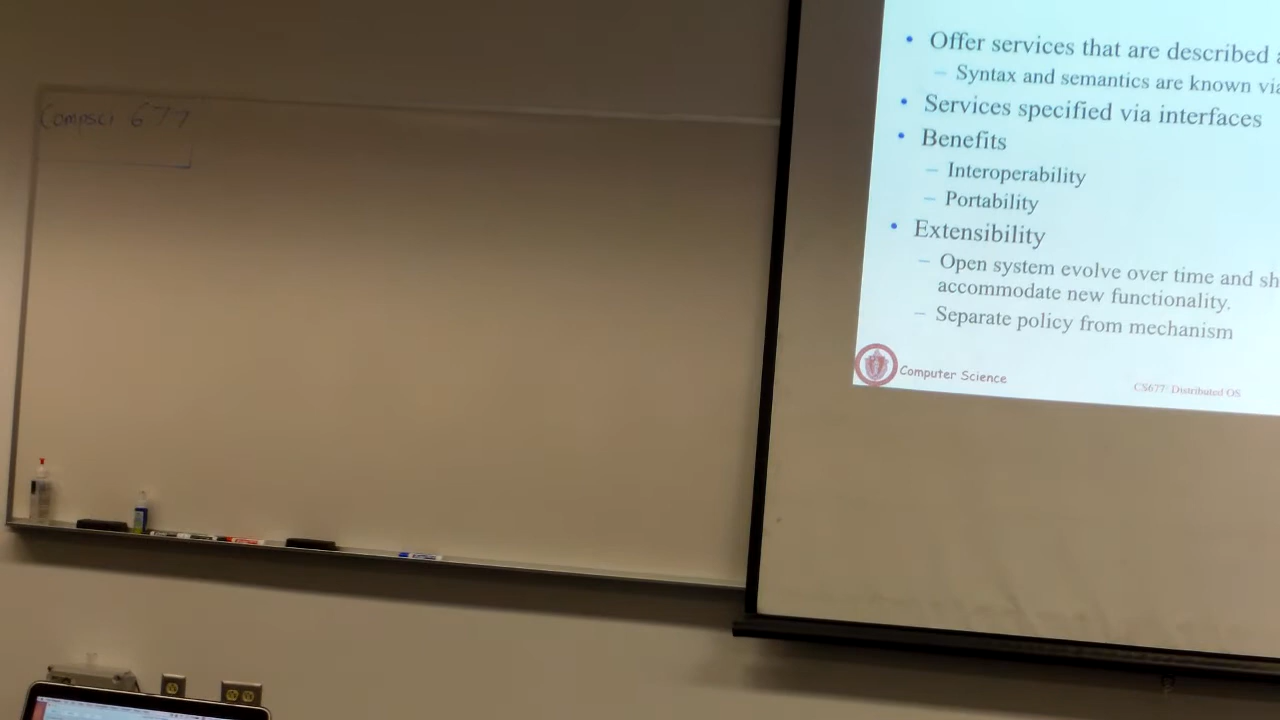 Compsci 677
Offer services that are described
Syntax and semantics are known via
Services specified via interfaces
Benefits
Interoperability
Portability
Extensibility
Open system evolve over time and sh
accommodate new functionality.
Separate policy from mechanism
Computer Science
CS677: Distributed OS